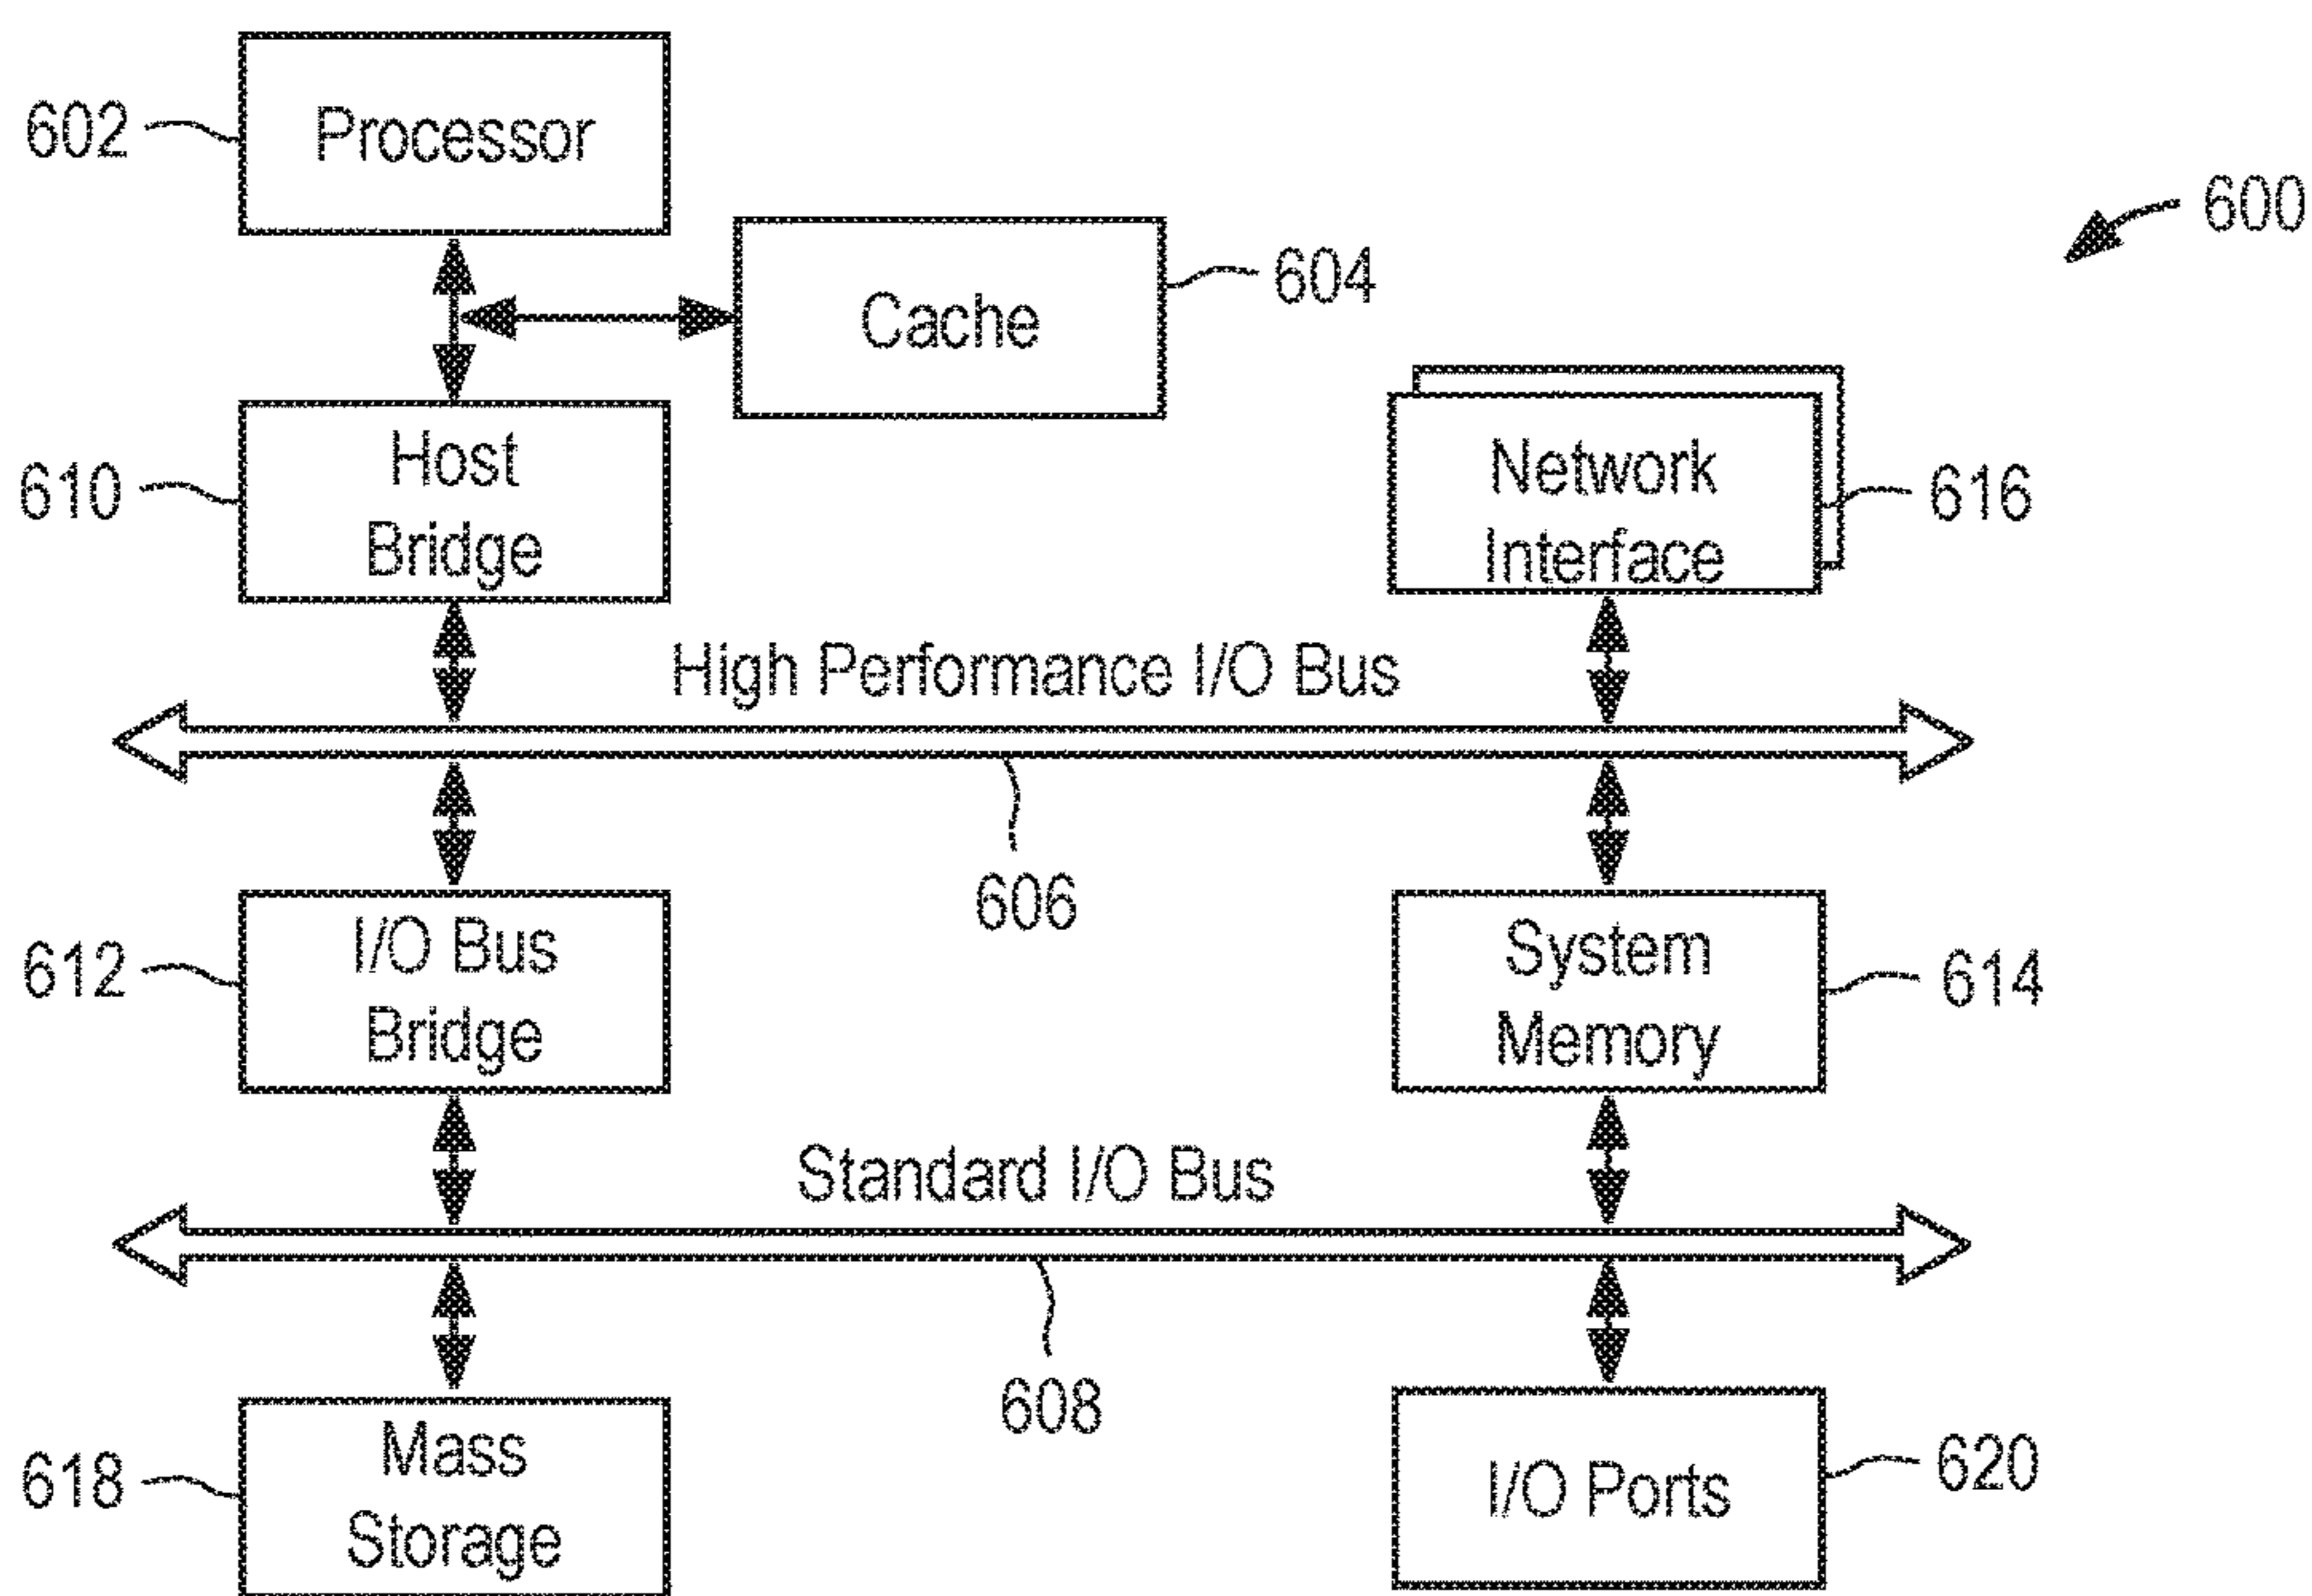 602
Processor
600
Cache
604
610
Host
Bridge
Network
Interface
616
High Performance I/O Bus
606
612
I/O Bus
Bridge
System
Memory
614
Standard I/O Bus
608
618
Mass
Storage
I/O Ports
620